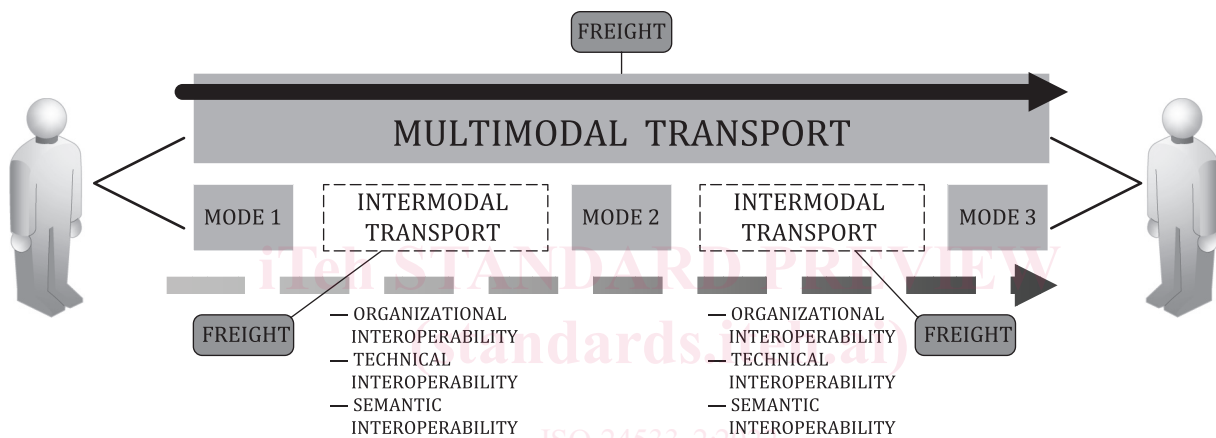 FREIGHT
MULTIMODAL TRANSPORT
MODE 1
INTERMODAL
TRANSPORT
MODE 2
INTERMODAL
TRANSPORT
MODE 3
iTeh STANDARD PREVIEW
FREIGHT
— ORGANIZATIONAL
INTEROPERABILITY
— TECHNICAL
INTEROPERABILITY
— SEMANTIC
INTEROPERABILITY
— ORGANIZATIONAL
INTEROPERABILITY
— TECHNICAL
INTEROPERABILITY
— SEMANTIC
INTEROPERABILITY
FREIGHT
(standards.iteh.ai)